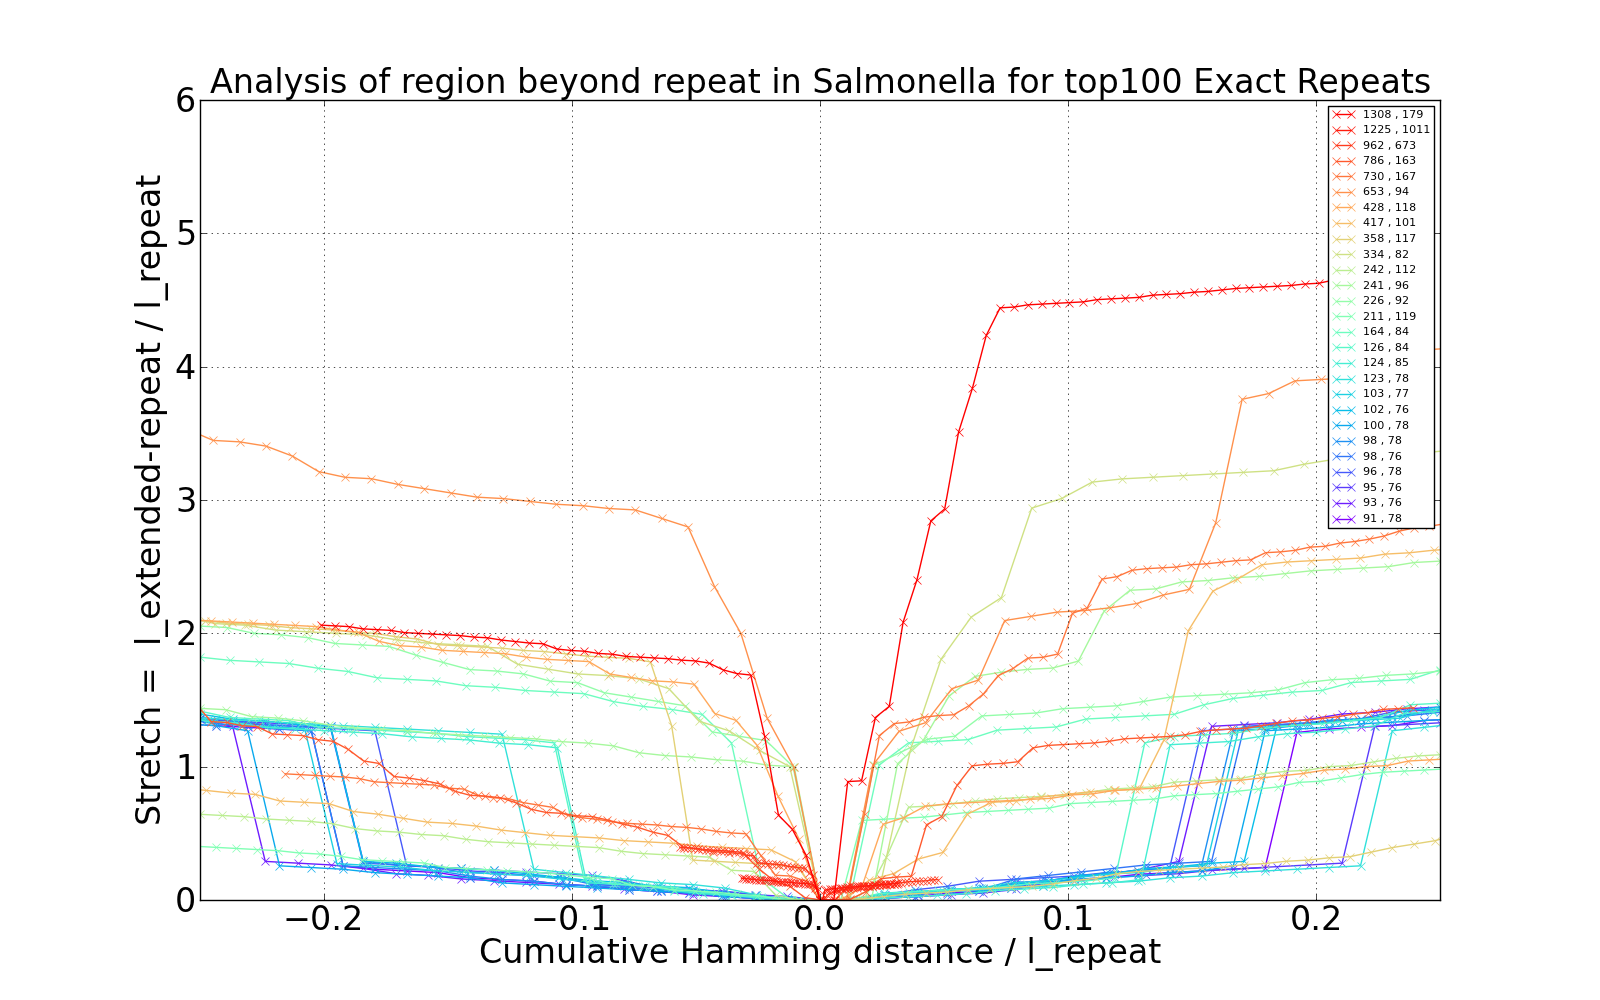 Analysis of region beyond repeat in Salmonella for top100 Exact Repeats
Stretch = l_extended-repeat / l_repeat
6
5
4
3
2
1
0
1308 , 179
1225 , 1011
962 , 673
786 , 163
730 , 167
653 , 94
428 , 118
417 , 101
358 , 117
334 , 82
242 , 112
241 , 96
226 , 92
211 , 119
164 , 84
126 , 84
124 , 85
123 , 78
103 , 77
102 , 76
100 , 78
98 , 78
98 , 76
96 , 78
95 , 76
93 , 76
91 , 78
−0.2 −0.1 0.0 0.1 0.2
Cumulative Hamming distance / l_repeat